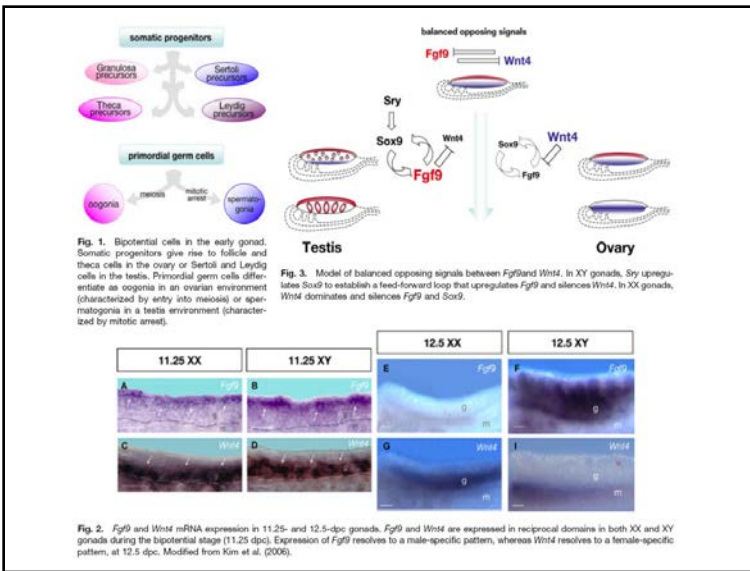 somatic progenitors
Granulosa
precursors
Sertoli
precursors
Theca
precursors
Leydig
precursors
primordial germ cells
oogonia
meiosis
mitotic
arrest
spermato-
gonia
Fig. 1. Bipotential cells in the early gonad.
Somatic progenitors give rise to follicle and
theca cells in the ovary or Sertoli and Leydig
cells in the testis. Primordial germ cells differ-
entiate as oogonia in an ovarian environment
(characterized by entry into meiosis) or sper-
matogonia in a testis environment (character-
ized by mitotic arrest).
balanced opposing signals
Fgf9
Wnt4
Sry
Sox9
Wnt4
Fgf9
Wnt4
Sox9
Fgf9
Testis
Ovary
Fig. 3. Model of balanced opposing signals between Fgf9and Wnt4. In XY gonads, Sry upregu-
lates Sox9 to establish a feed-forward loop that upregulates Fgf9 and silences Wnt4. In XX gonads,
Wnt4 dominates and silences Fgf9 and Sox9.
11.25 XX
11.25 XY
12.5 XX
12.5 XY
A
Fgf9
B
Fgf9
E
Fgf9
g
m
F
Fgf9
g
m
C
Wnt4
D
Wnt4
G
Wnt4
g
m
I
Wnt4
g
m
Fig. 2. Fgf9 and Wnt4 mRNA expression in 11.25- and 12.5-dpc gonads. Fgf9 and Wnt4 are expressed in reciprocal domains in both XX and XY
gonads during the bipotential stage (11.25 dpc). Expression of Fgf9 resolves to a male-specific pattern, whereas Wnt4 resolves to a female-specific
pattern, at 12.5 dpc. Modified from Kim et al. (2006).